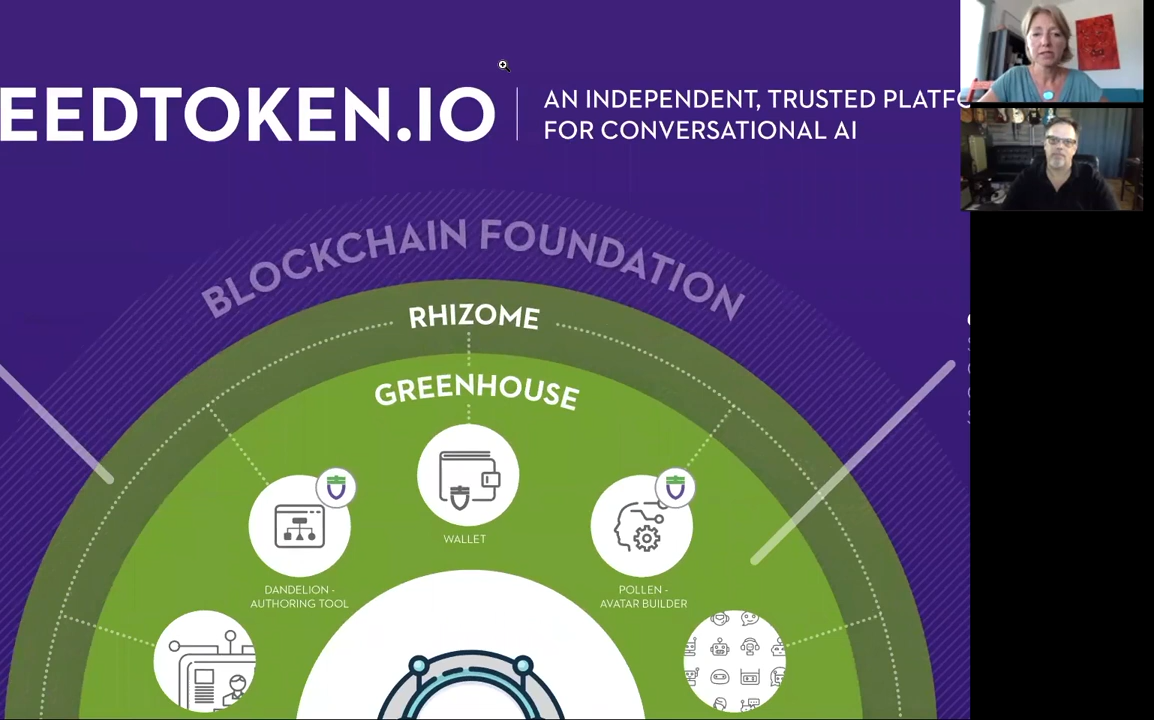 EEDTOKEN.IO
AN INDEPENDENT, TRUSTED PLATFO
FOR CONVERSATIONAL AI
BLOCKCHAIN FOUNDATION
RHIZOME
GREENHOUSE
WALLET
DANDELION -
AUTHORING TOOL
POLLEN -
AVATAR BUILDER